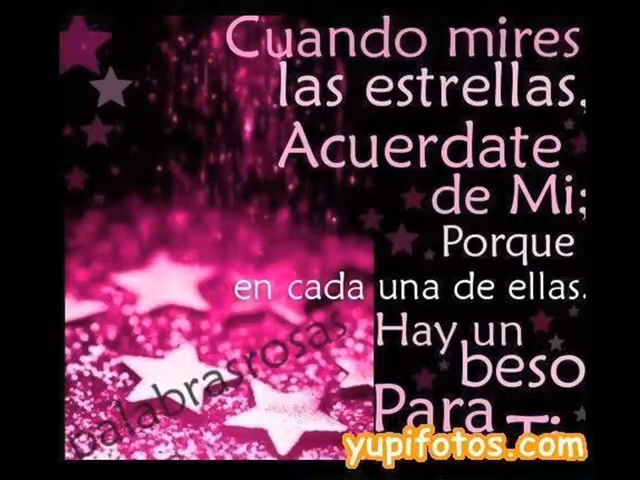 Cuando mires
las estrellas,
Acuerdate
de Mi;
Porque
en cada una de ellas.
Hay un
beso
Para Ti
palabrasrosas
yupifotos.com